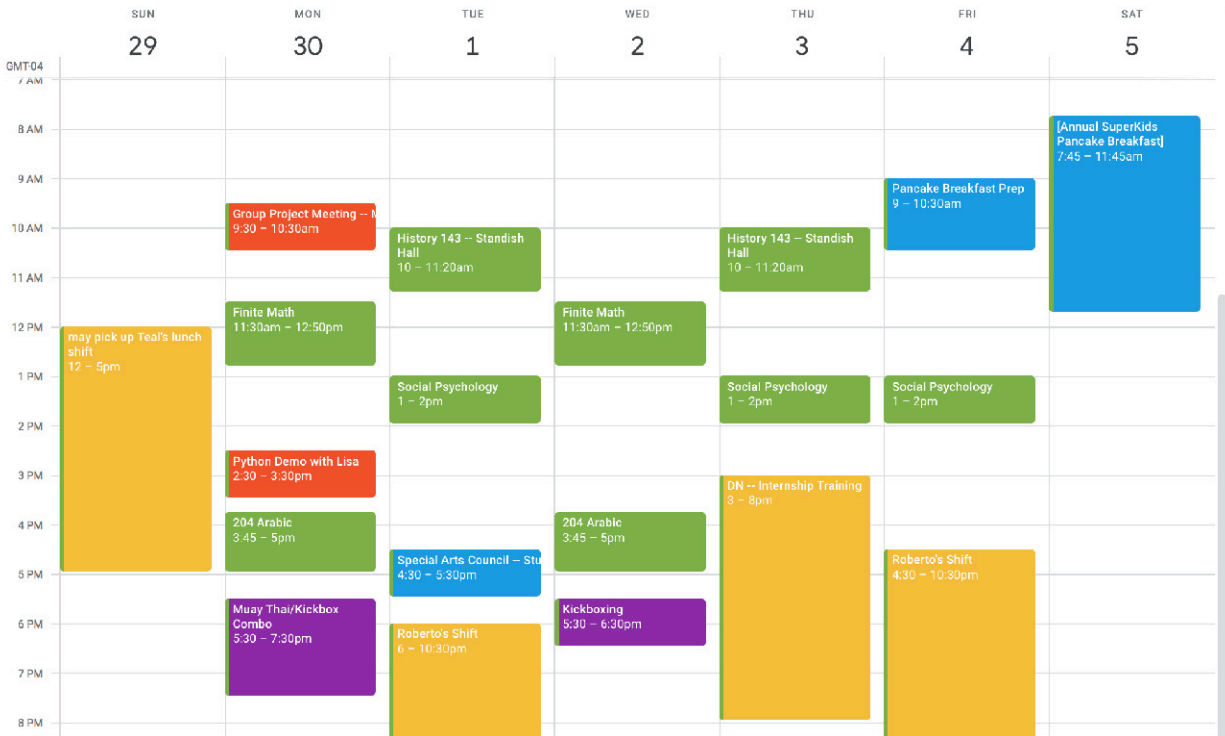 SUN
MON
TUE
WED
THU
FRI
SAT
29
30
1
2
3
4
5
GMT-04
7 AM
8 AM
9 AM
10 AM
11 AM
12 PM
1 PM
2 PM
3 PM
4 PM
5 PM
6 PM
7 PM
8 PM
may pick up Teal's lunch
shift
12 – 5pm
Group Project Meeting -- M
9:30 – 10:30am
Finite Math
11:30am – 12:50pm
Python Demo with Lisa
2:30 – 3:30pm
204 Arabic
3:45 – 5pm
Muay Thai/Kickbox
Combo
5:30 – 7:30pm
History 143 -- Standish
Hall
10 – 11:20am
Social Psychology
1 – 2pm
Special Arts Council -- Stu
4:30 – 5:30pm
Roberto's Shift
6 – 10:30pm
Finite Math
11:30am – 12:50pm
204 Arabic
3:45 – 5pm
Kickboxing
5:30 – 6:30pm
History 143 -- Standish
Hall
10 – 11:20am
Social Psychology
1 – 2pm
DN -- Internship Training
3 – 8pm
Pancake Breakfast Prep
9 – 10:30am
Social Psychology
1 – 2pm
Roberto's Shift
4:30 – 10:30pm
[Annual SuperKids
Pancake Breakfast]
7:45 – 11:45am